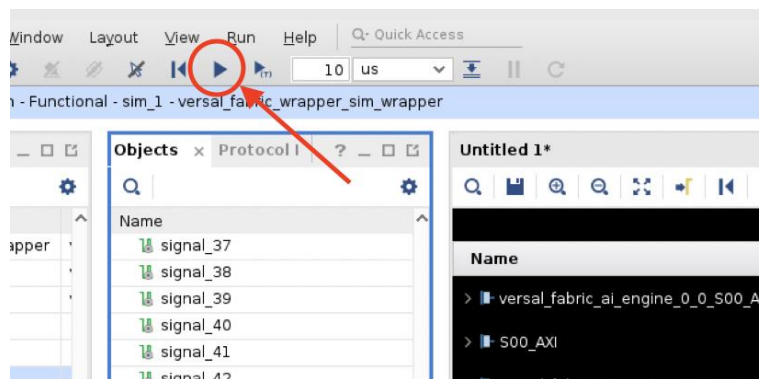 Window Layout View Run Help Q- Quick Access
(T) 10 us
n - Functional - sim_1 - versal_fabric_wrapper_sim_wrapper
Objects × Protocol I ? Untitled 1*
Name
apper signal_37
signal_38 Name
signal_39 versal_fabric_ai_engine_0_0_S00_A
signal_40
signal_41 S00_AXI
signal_42